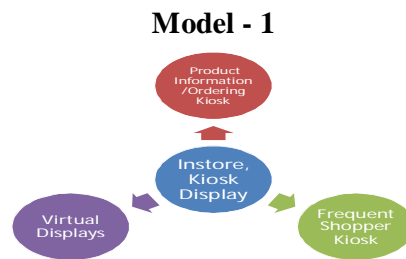 Model - 1
Product
Information
/Ordering
Kiosk
Instore,
Kiosk
Display
Virtual
Displays
Frequent
Shopper
Kiosk